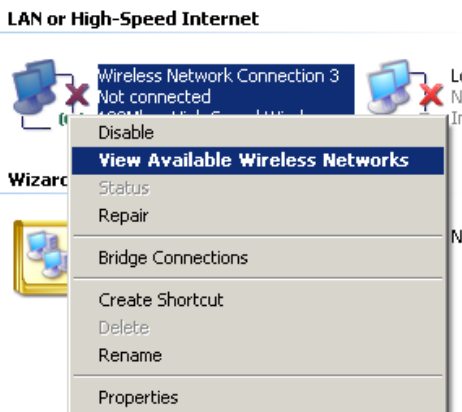 LAN or High-Speed Internet
Wireless Network Connection 3
Not connected
Disable
View Available Wireless Networks
Wizard
Status
Repair
Bridge Connections
Create Shortcut
Delete
Rename
Properties